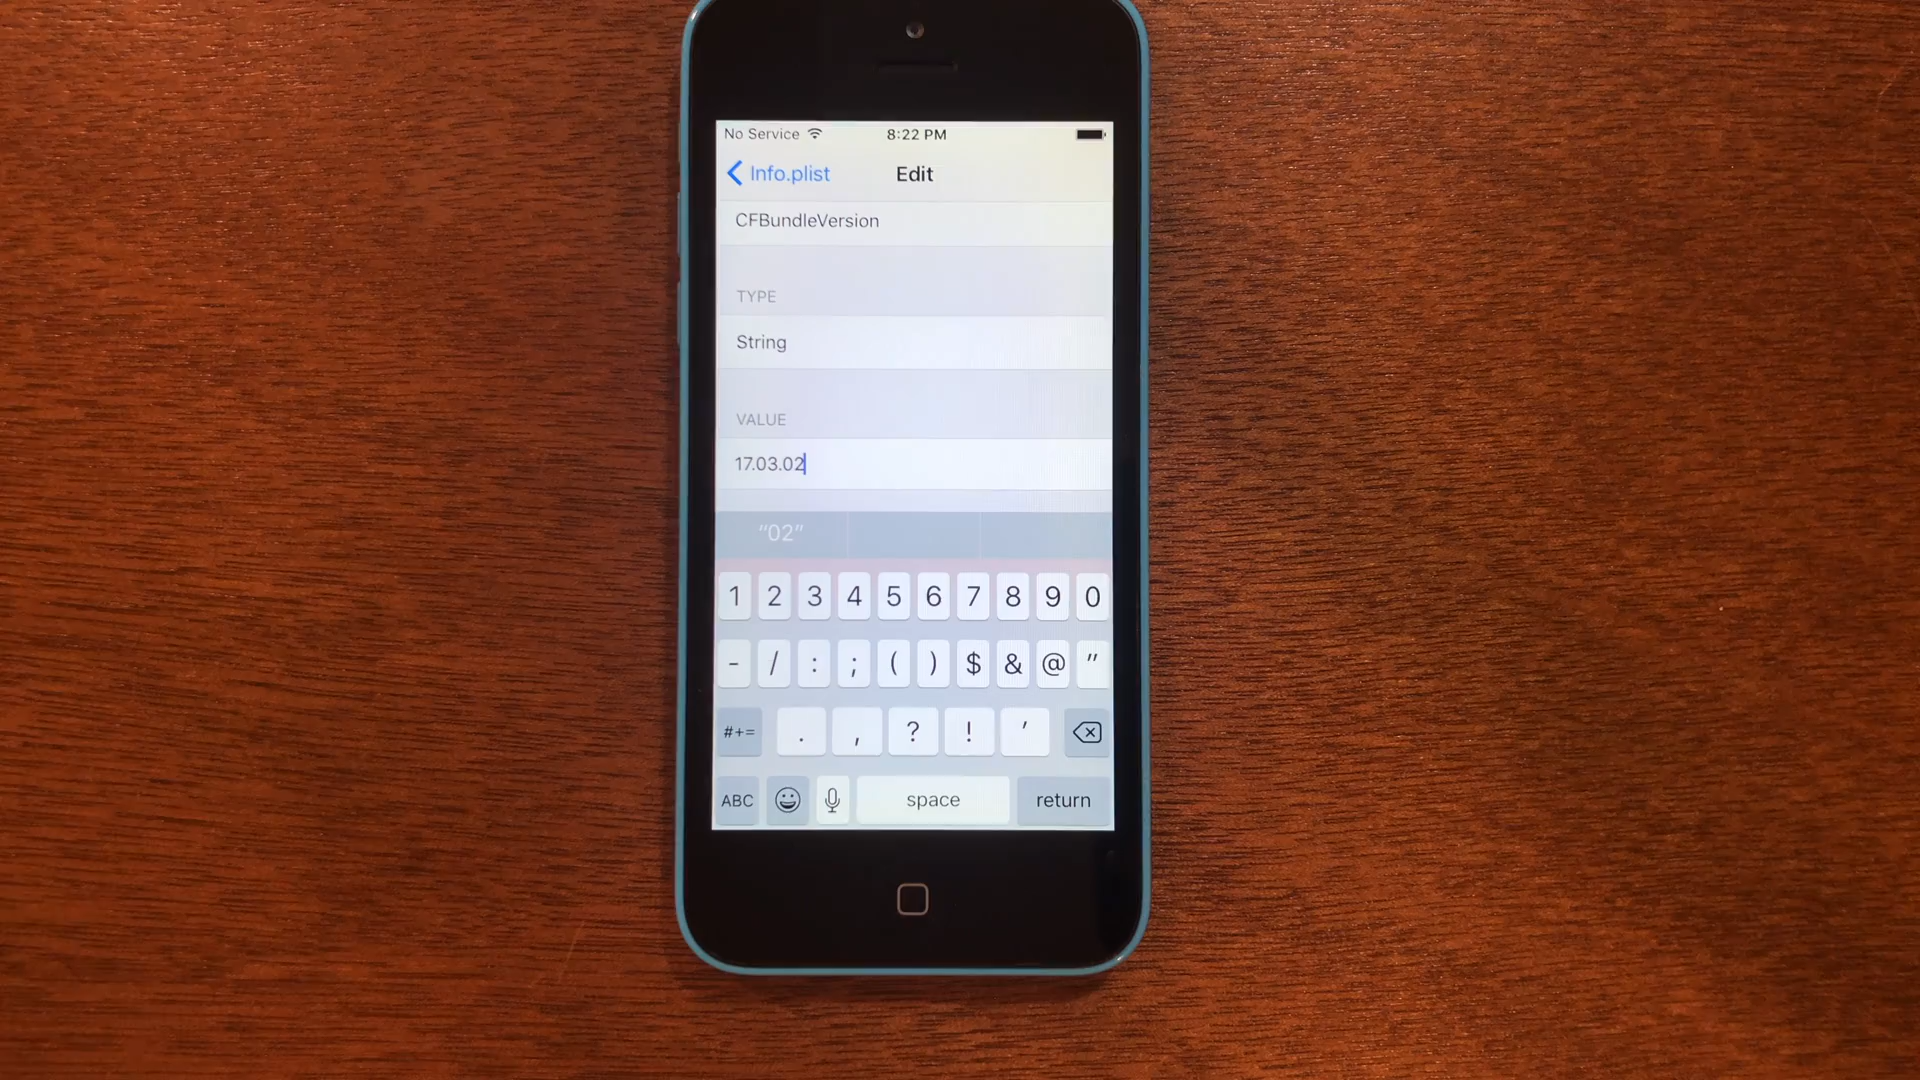 No Service 8:22 PM
Info.plist Edit
CFBundleVersion
TYPE
String
VALUE
17.03.02
“02”
1 2 3 4 5 6 7 8 9 0
- / : ; ( ) $ & @ "
#+= . , ? ! '
ABC space return